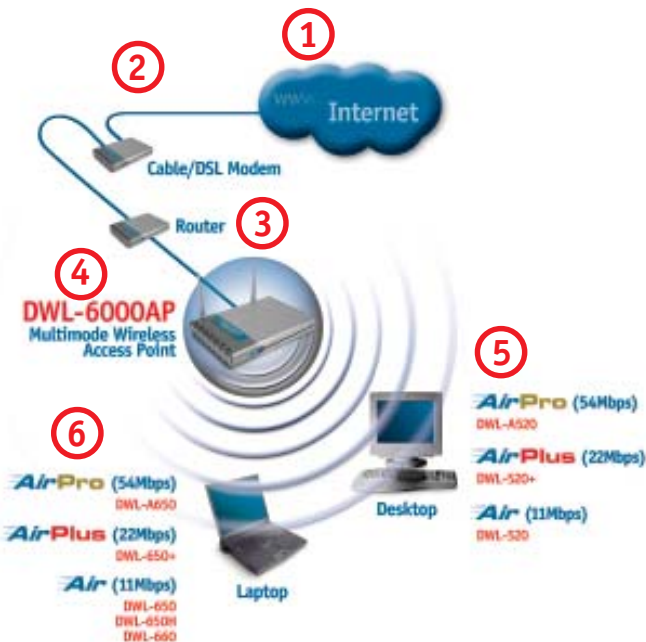 1
2
www
Internet
Cable/DSL Modem
Router
3
4
DWL-6000AP
Multimode Wireless
Access Point
5
AirPro (54Mbps)
DWL-A520
AirPlus (22Mbps)
DWL-520+
Air (11Mbps)
DWL-520
Desktop
6
AirPro (54Mbps)
DWL-A650
AirPlus (22Mbps)
DWL-650+
Air (11Mbps)
DWL-650
DWL-650H
DWL-660
Laptop